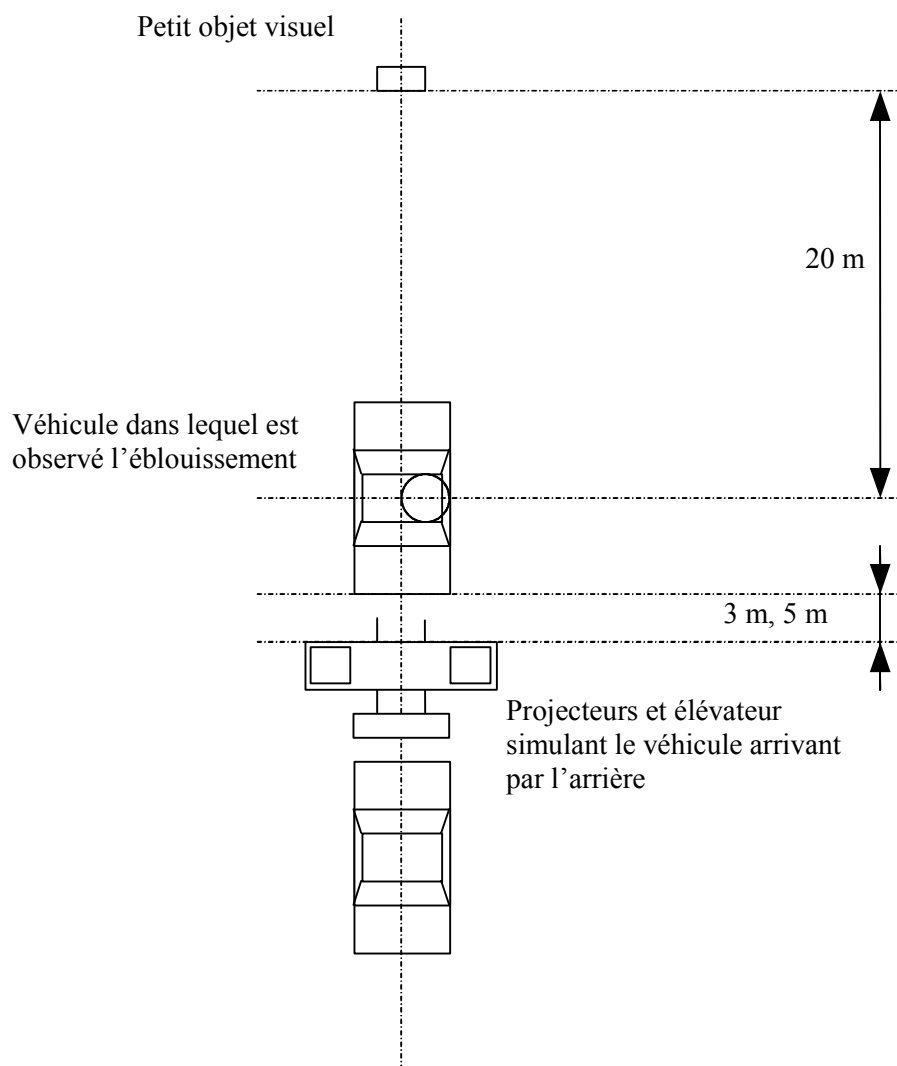 Petit objet visuel
20 m
Véhicule dans lequel est
observé l’éblouissement
3 m, 5 m
Projecteurs et élévateur
simulant le véhicule arrivant
par l’arrière